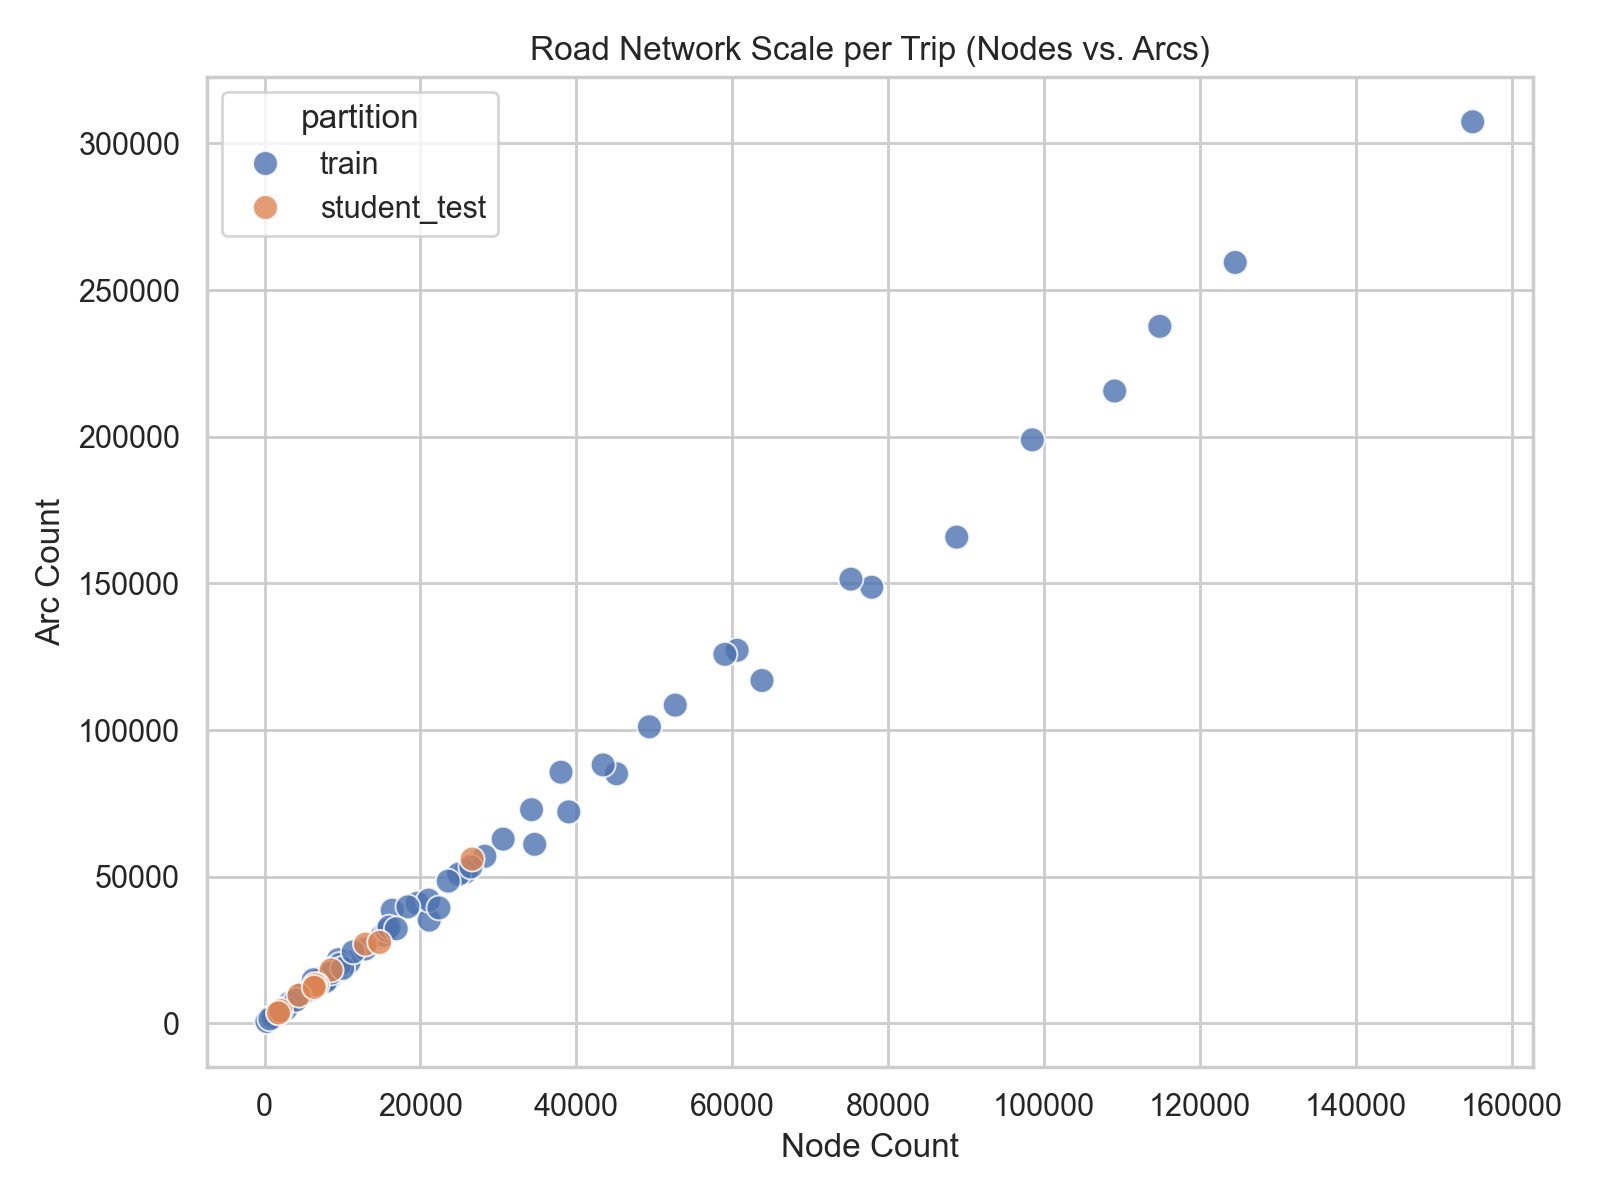 Road Network Scale per Trip (Nodes vs. Arcs)
partition
train
student_test
300000
250000
200000
150000
100000
50000
0
Arc Count
0 20000 40000 60000 80000 100000 120000 140000 160000
Node Count